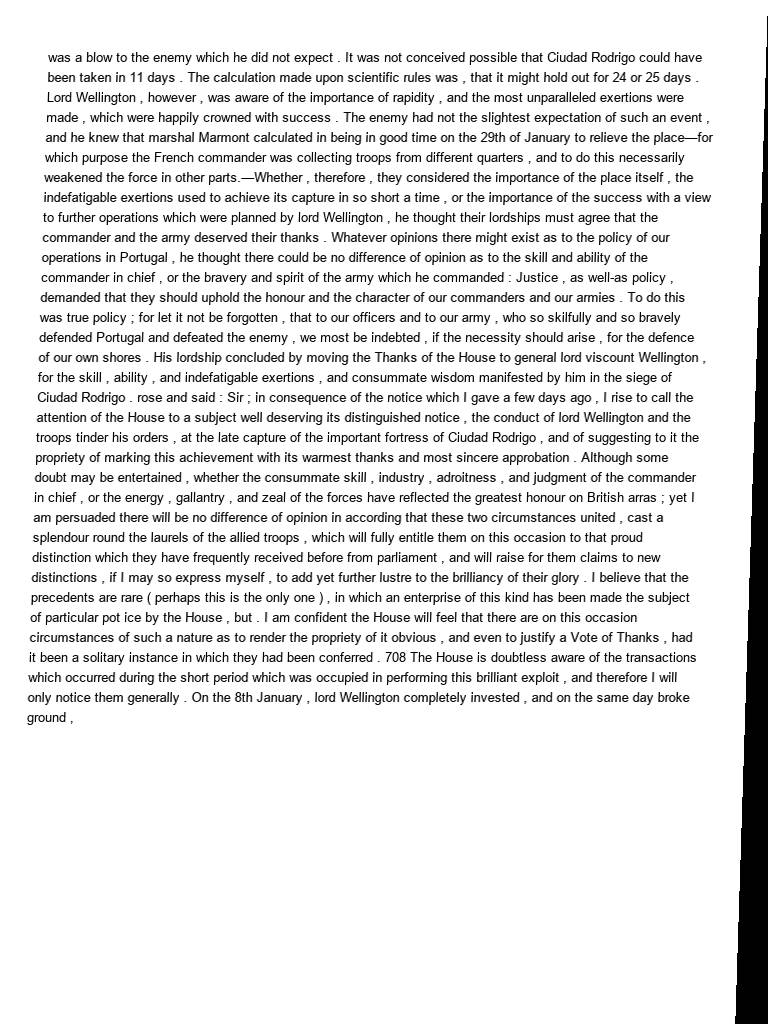 was a blow to the enemy which he did not expect . It was not conceived possible that Ciudad Rodrigo could have
been taken in 11 days . The calculation made upon scientific rules was , that it might hold out for 24 or 25 days .
Lord Wellington , however , was aware of the importance of rapidity , and the most unparalleled exertions were
made , which were happily crowned with success . The enemy had not the slightest expectation of such an event ,
and he knew that marshal Marmont calculated in being in good time on the 29th of January to relieve the place—for
which purpose the French commander was collecting troops from different quarters , and to do this necessarily
weakened the force in other parts.—Whether , therefore , they considered the importance of the place itself , the
indefatigable exertions used to achieve its capture in so short a time , or the importance of the success with a view
to further operations which were planned by lord Wellington , he thought their lordships must agree that the
commander and the army deserved their thanks . Whatever opinions there might exist as to the policy of our
operations in Portugal , he thought there could be no difference of opinion as to the skill and ability of the
commander in chief , or the bravery and spirit of the army which he commanded : Justice , as well-as policy ,
demanded that they should uphold the honour and the character of our commanders and our armies . To do this
was true policy ; for let it not be forgotten , that to our officers and to our army , who so skilfully and so bravely
defended Portugal and defeated the enemy , we most be indebted , if the necessity should arise , for the defence
of our own shores . His lordship concluded by moving the Thanks of the House to general lord viscount Wellington ,
for the skill , ability , and indefatigable exertions , and consummate wisdom manifested by him in the siege of
Ciudad Rodrigo . rose and said : Sir ; in consequence of the notice which I gave a few days ago , I rise to call the
attention of the House to a subject well deserving its distinguished notice , the conduct of lord Wellington and the
troops tinder his orders , at the late capture of the important fortress of Ciudad Rodrigo , and of suggesting to it the
propriety of marking this achievement with its warmest thanks and most sincere approbation . Although some
doubt may be entertained , whether the consummate skill , industry , adroitness , and judgment of the commander
in chief , or the energy , gallantry , and zeal of the forces have reflected the greatest honour on British arras ; yet I
am persuaded there will be no difference of opinion in according that these two circumstances united , cast a
splendour round the laurels of the allied troops , which will fully entitle them on this occasion to that proud
distinction which they have frequently received before from parliament , and will raise for them claims to new
distinctions , if I may so express myself , to add yet further lustre to the brilliancy of their glory . I believe that the
precedents are rare ( perhaps this is the only one ) , in which an enterprise of this kind has been made the subject
of particular pot ice by the House , but . I am confident the House will feel that there are on this occasion
circumstances of such a nature as to render the propriety of it obvious , and even to justify a Vote of Thanks , had
it been a solitary instance in which they had been conferred . 708 The House is doubtless aware of the transactions
which occurred during the short period which was occupied in performing this brilliant exploit , and therefore I will
only notice them generally . On the 8th January , lord Wellington completely invested , and on the same day broke
ground ,